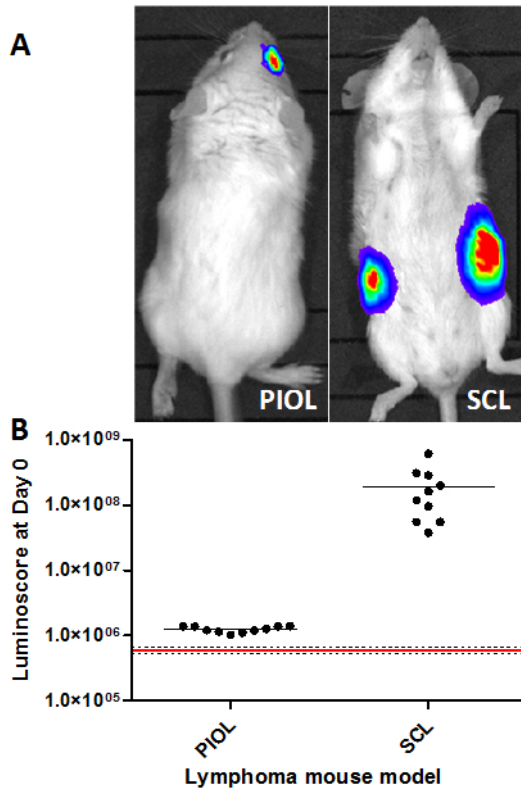 A
PIOL
SCL
B
1.0×10⁰⁹
1.0×10⁰⁸
1.0×10⁰⁷
1.0×10⁰⁶
1.0×10⁰⁵
Luminoscore at Day 0
PIOL
SCL
Lymphoma mouse model